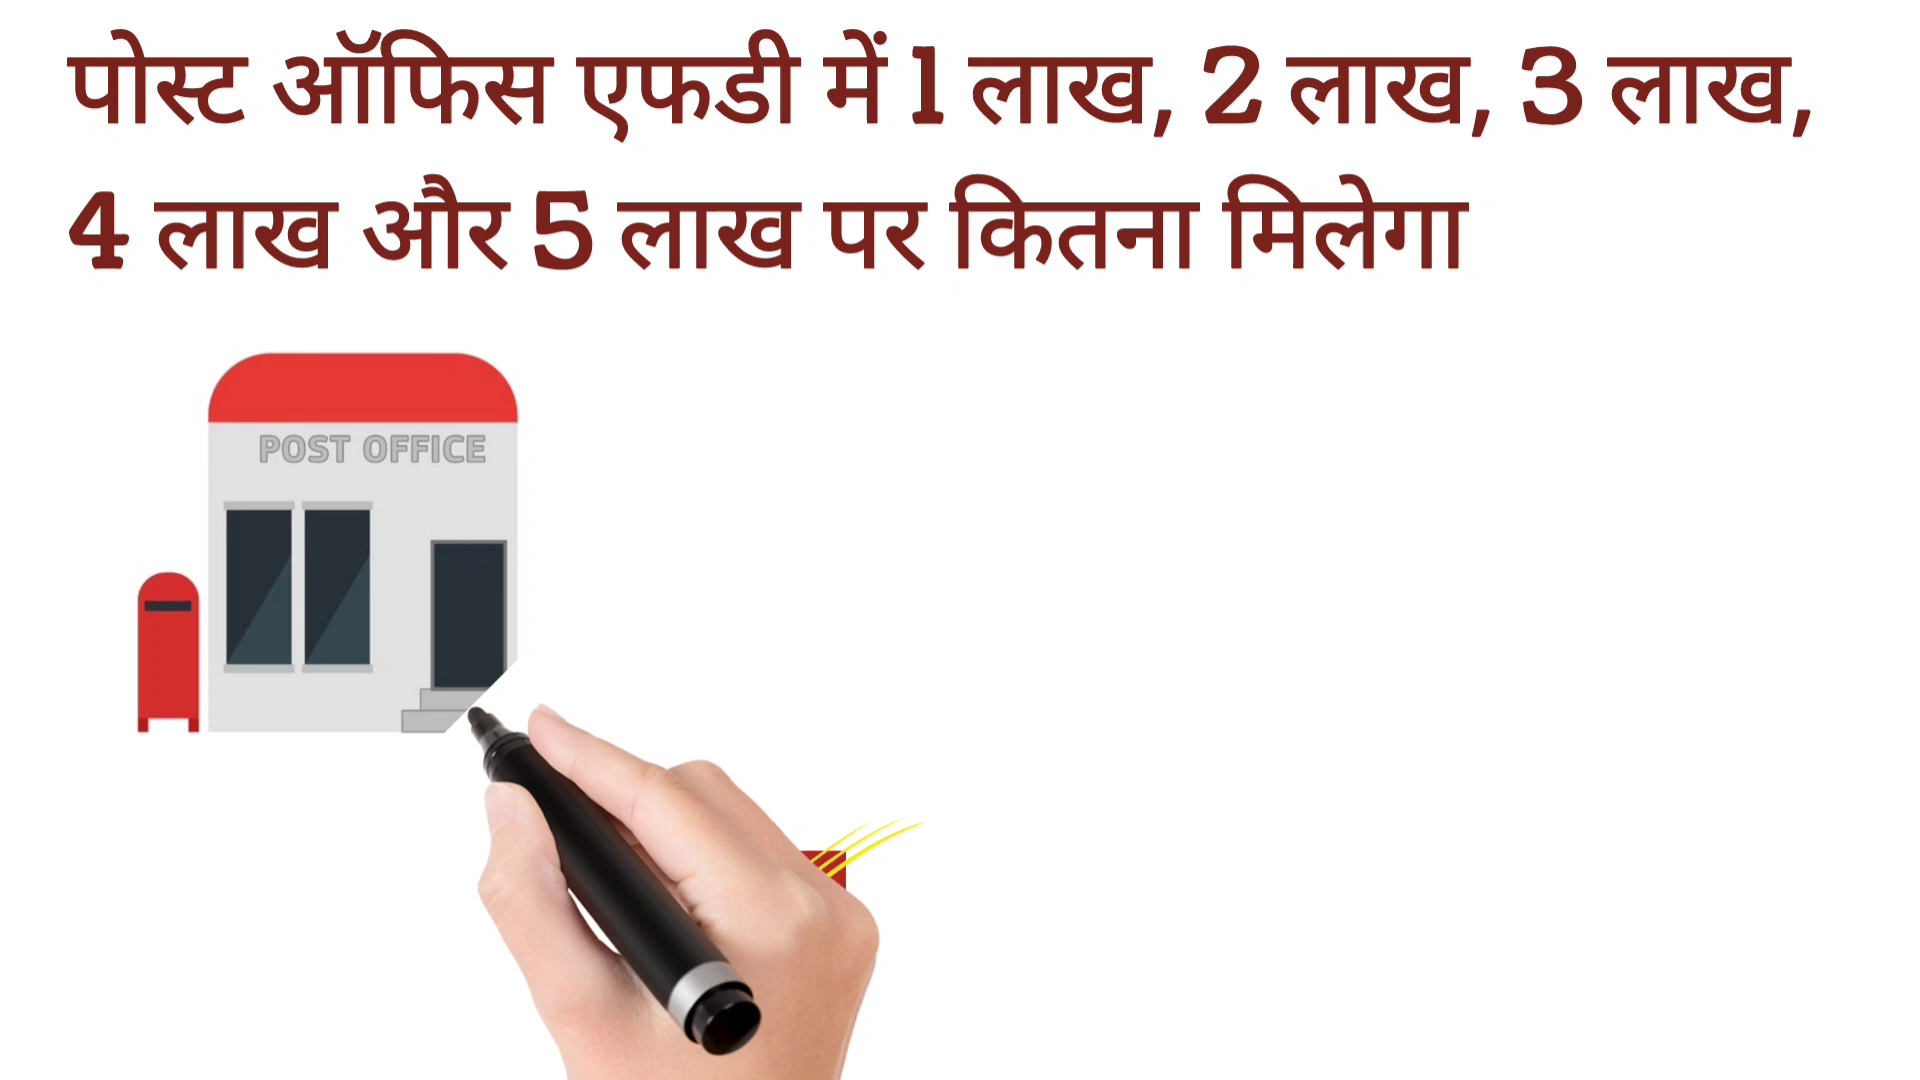 पोस्ट ऑफिस एफडी में 1 लाख, 2 लाख, 3 लाख,
4 लाख और 5 लाख पर कितना मिलेगा
POST OFFICE